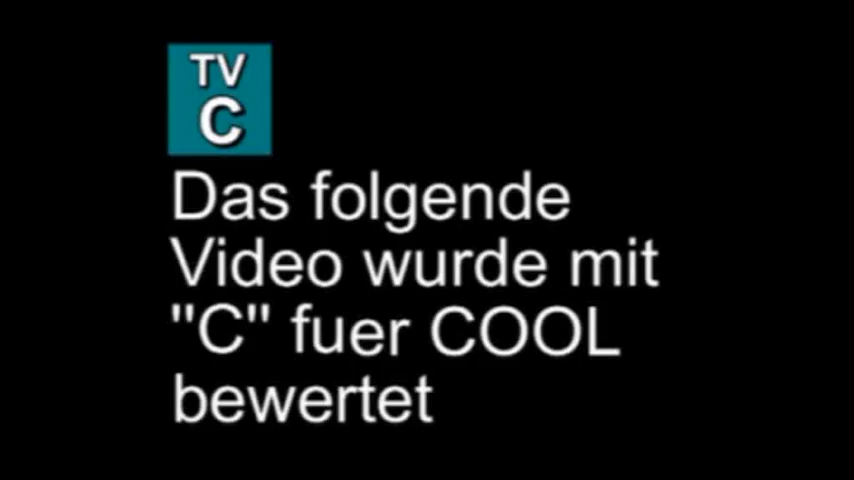 TV
C
Das folgende
Video wurde mit
"C" fuer COOL
bewertet